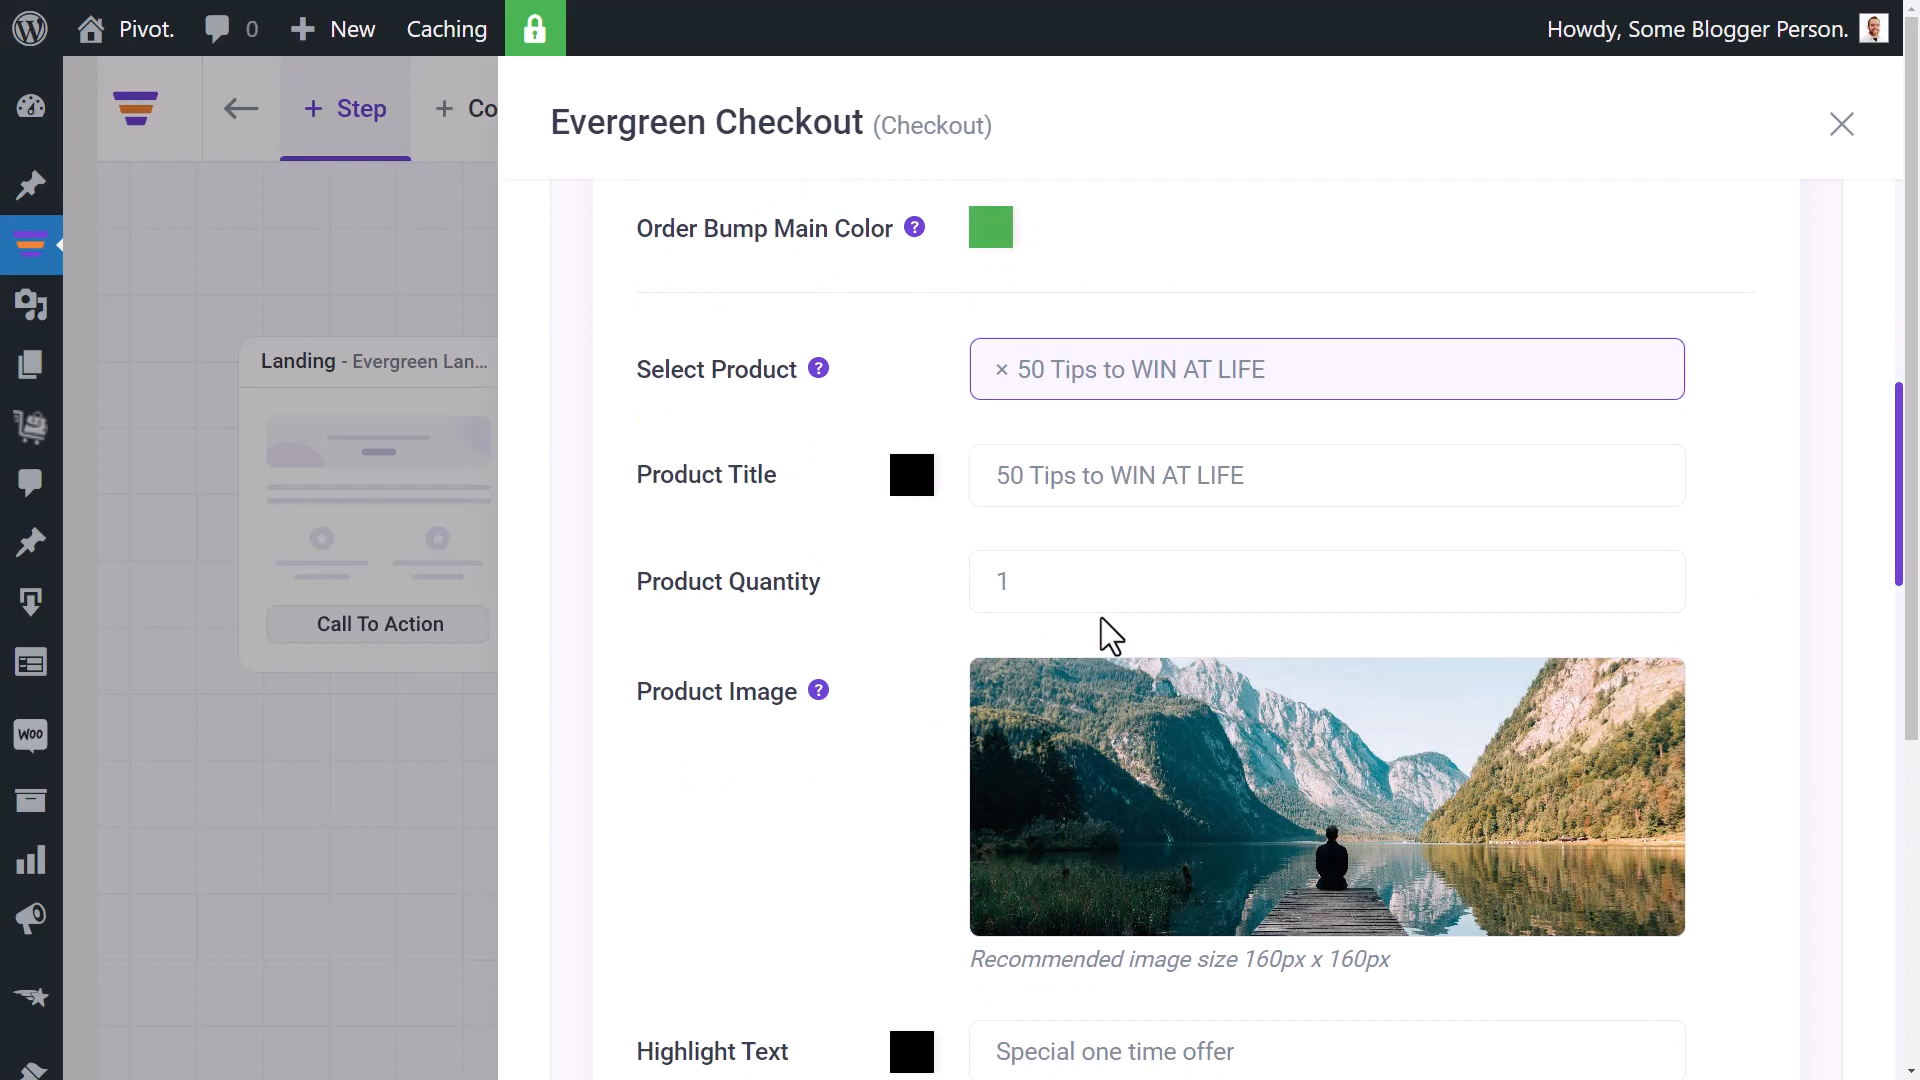 Pivot. 0 New Caching Howdy, Some Blogger Person.
+ Step + Co
Evergreen Checkout (Checkout)
Order Bump Main Color ?
Landing - Evergreen Lan...
Select Product ? × 50 Tips to WIN AT LIFE
Product Title 50 Tips to WIN AT LIFE
Product Quantity 1
Call To Action
Product Image ?
WOO
Recommended image size 160px x 160px
Highlight Text Special one time offer